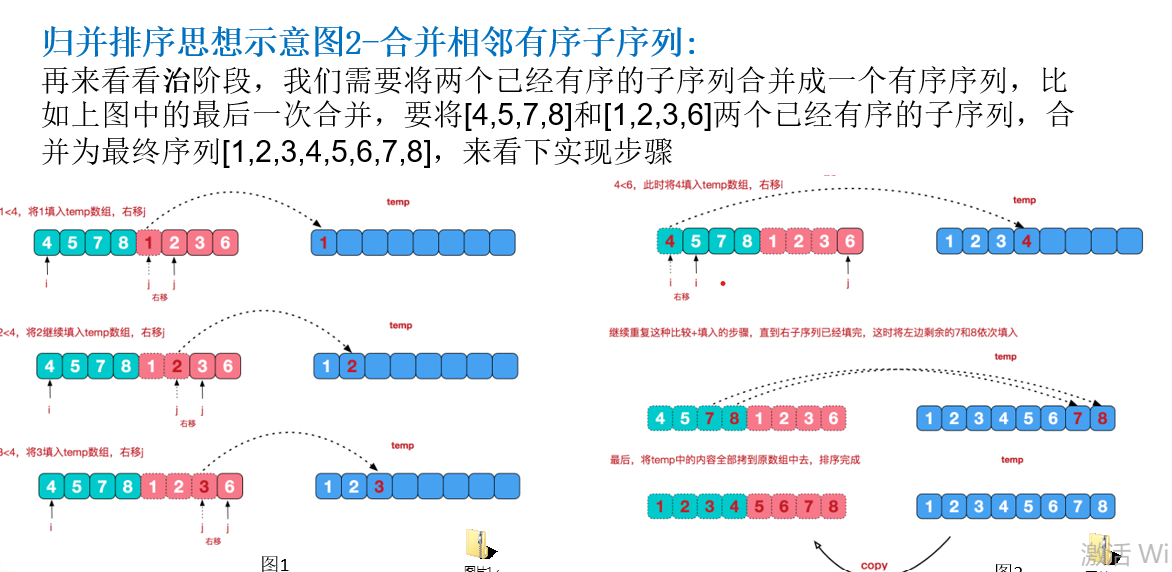 归并排序思想示意图2-合并相邻有序子序列:
再来看看治阶段，我们需要将两个已经有序的子序列合并成一个有序序列，比
如上图中的最后一次合并，要将[4,5,7,8]和[1,2,3,6]两个已经有序的子序列，合
并为最终序列[1,2,3,4,5,6,7,8]，来看下实现步骤
1<4，将1填入temp数组，右移j
temp
4 5 7 8 1 2 3 6
1
i j j
右移
2<4，将2继续填入temp数组，右移j
temp
4 5 7 8 1 2 3 6
1 2
i j j
右移
3<4，将3填入temp数组，右移j
temp
4 5 7 8 1 2 3 6
1 2 3
i j j
右移
图1
4<6，此时将4填入temp数组，右移i
temp
4 5 7 8 1 2 3 6
1 2 3 4
i i j
右移
继续重复这种比较+填入的步骤，直到右子序列已经填完，这时将左边剩余的7和8依次填入
temp
4 5 7 8 1 2 3 6
1 2 3 4 5 6 7 8
最后，将temp中的内容全部拷到原数组中去，排序完成
temp
1 2 3 4 5 6 7 8
1 2 3 4 5 6 7 8
copy
激活 Wi